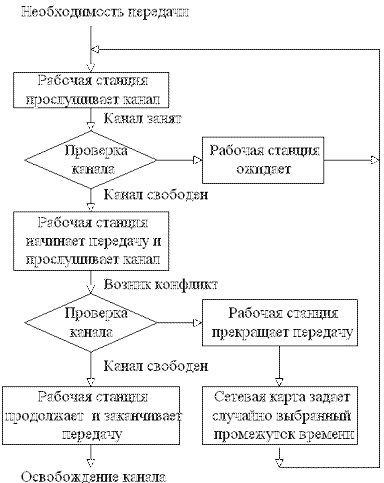 Необходимость передачи
Рабочая станция
прослушивает канал
Канал занят
Проверка
канала
Рабочая станция
ожидает
Канал свободен
Рабочая станция
начинает передачу и
прослушивает канал
Возник конфликт
Проверка
канала
Рабочая станция
прекращает передачу
Канал свободен
Рабочая станция
продолжает и заканчивает
передачу
Сетевая карта задает
случайно выбранный
промежуток времени
Освобождение канала